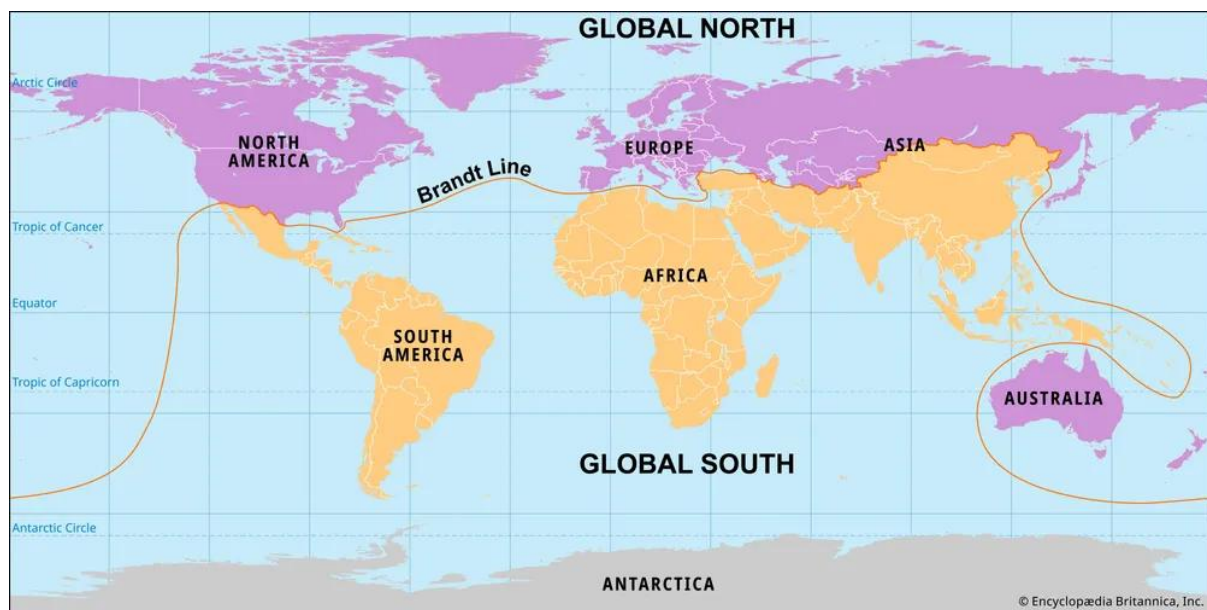 GLOBAL NORTH
Arctic Circle
NORTH
AMERICA
EUROPE
ASIA
Brandt Line
Tropic of Cancer
AFRICA
Equator
SOUTH
AMERICA
Tropic of Capricorn
AUSTRALIA
GLOBAL SOUTH
Antarctic Circle
ANTARCTICA
© Encyclopædia Britannica, Inc.